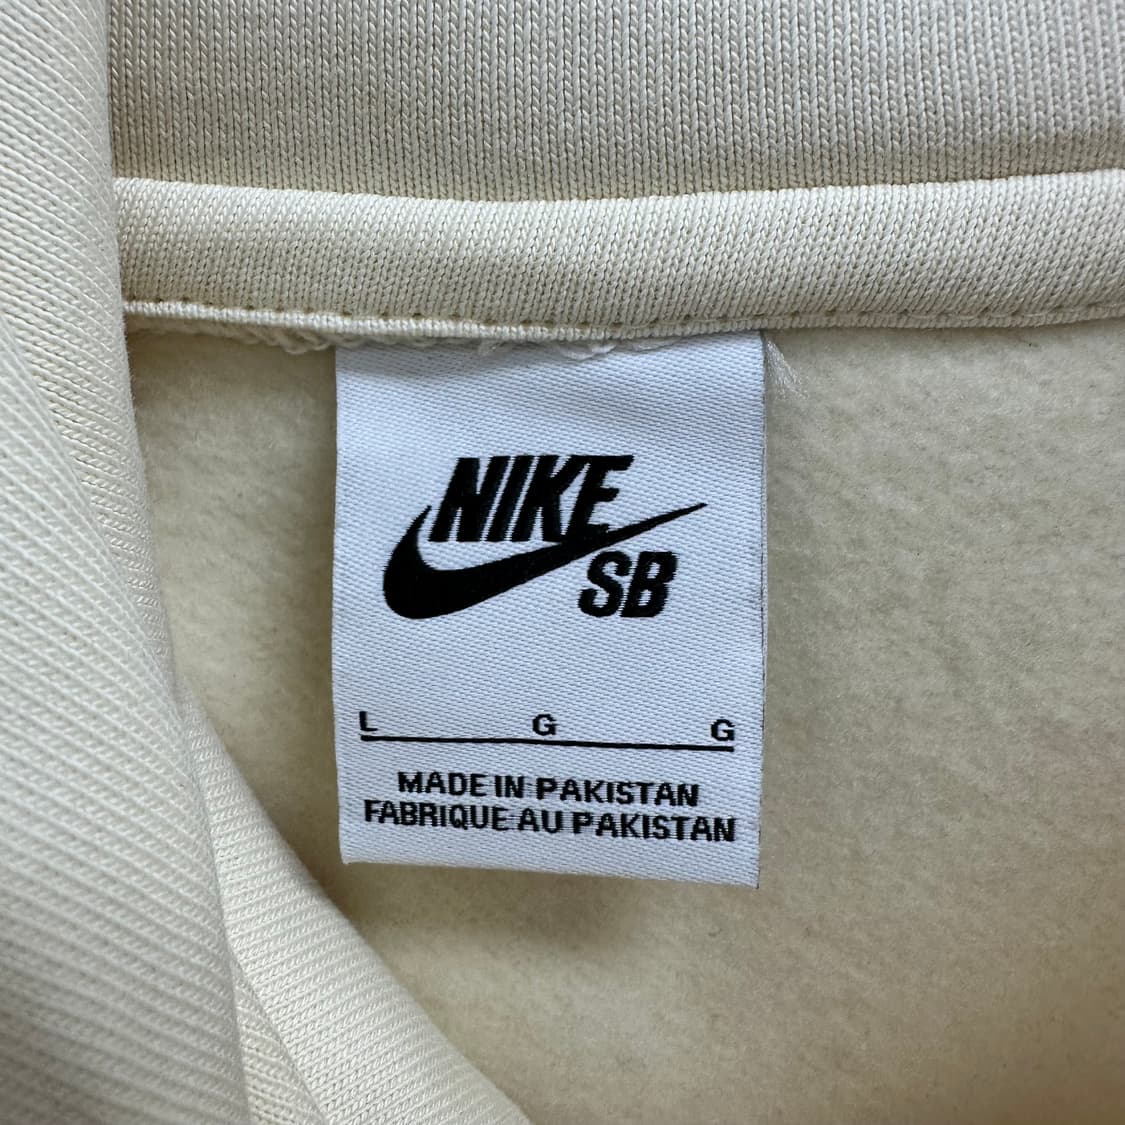 NIKE
SB
L G G
MADE IN PAKISTAN
FABRIQUE AU PAKISTAN